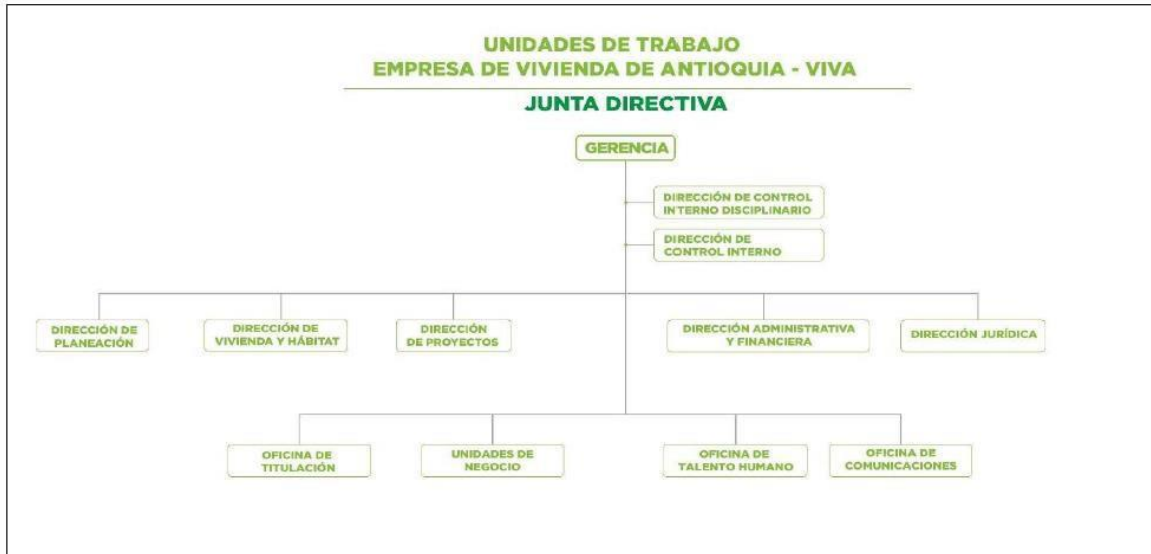 UNIDADES DE TRABAJO
EMPRESA DE VIVIENDA DE ANTIOQUIA - VIVA
JUNTA DIRECTIVA
GERENCIA
DIRECCIÓN DE CONTROL
INTERNO DISCIPLINARIO
DIRECCIÓN DE
CONTROL INTERNO
DIRECCIÓN DE
PLANEACIÓN
DIRECCIÓN DE
VIVIENDA Y HÁBITAT
DIRECCIÓN
DE PROYECTOS
DIRECCIÓN ADMINISTRATIVA
Y FINANCIERA
DIRECCIÓN JURÍDICA
OFICINA DE
TITULACIÓN
UNIDADES DE
NEGOCIO
OFICINA DE
TALENTO HUMANO
OFICINA DE
COMUNICACIONES